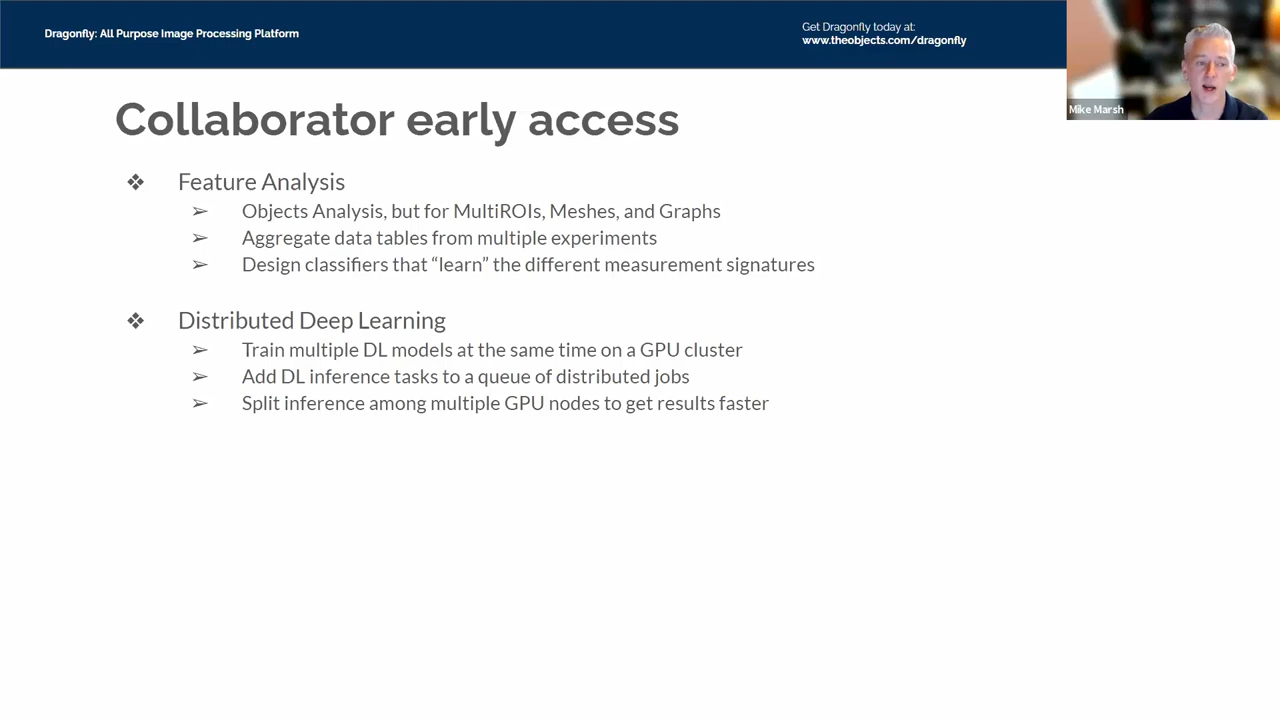 Dragonfly: All Purpose Image Processing Platform
Get Dragonfly today at:
www.theobjects.com/dragonfly
Mike Marsh
Collaborator early access
❖ Feature Analysis
➢ Objects Analysis, but for MultiROIs, Meshes, and Graphs
➢ Aggregate data tables from multiple experiments
➢ Design classifiers that “learn” the different measurement signatures
❖ Distributed Deep Learning
➢ Train multiple DL models at the same time on a GPU cluster
➢ Add DL inference tasks to a queue of distributed jobs
➢ Split inference among multiple GPU nodes to get results faster